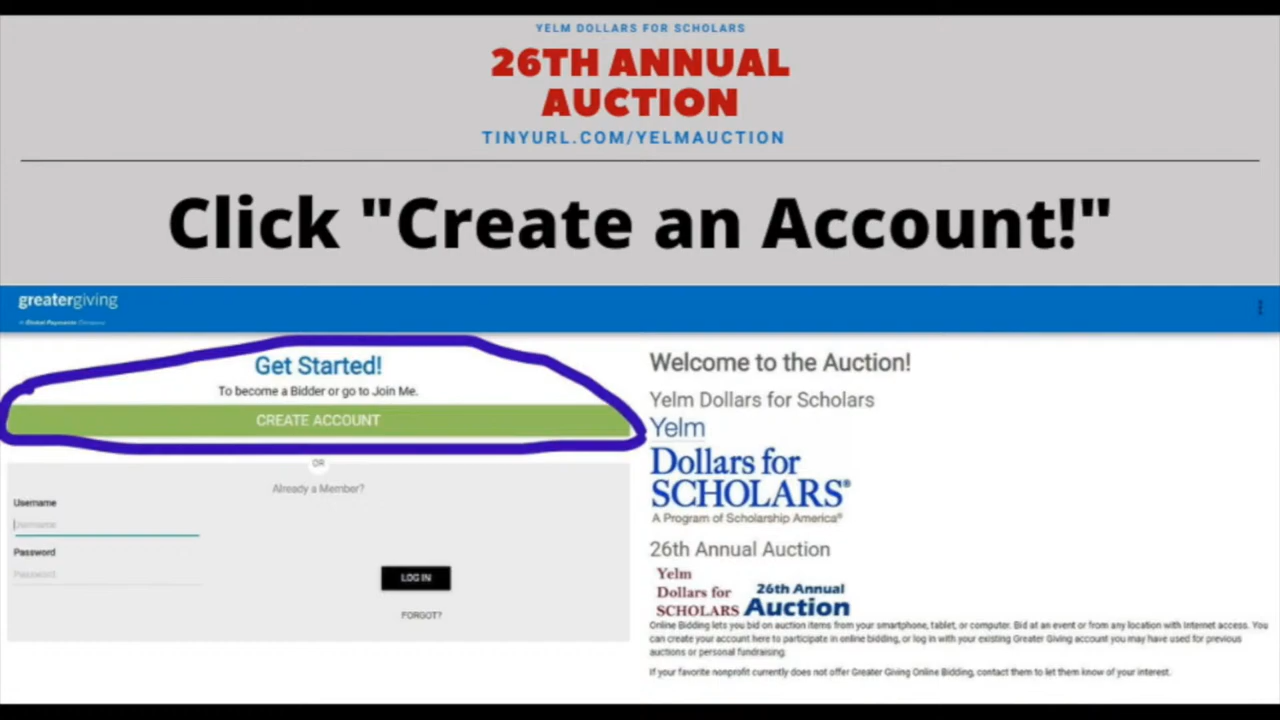 YELM DOLLARS FOR SCHOLARS
26TH ANNUAL
AUCTION
TINYURL.COM/YELMAUCTION
Click "Create an Account!"
greatergiving
A Global Payments Company
Get Started!
To become a Bidder or go to Join Me.
CREATE ACCOUNT
OR
Already a Member?
Username
Username
Password
Password
LOG IN
FORGOT?
Welcome to the Auction!
Yelm Dollars for Scholars
Yelm
Dollars for
SCHOLARS®
A Program of Scholarship America®
26th Annual Auction
Yelm
Dollars for
SCHOLARS
26th Annual
Auction
Online Bidding lets you bid on auction items from your smartphone, tablet, or computer. Bid at an event or from any location with Internet access. You
can create your account here to participate in online bidding, or log in with your existing Greater Giving account you may have used for previous
auctions or personal fundraising.
If your favorite nonprofit currently does not offer Greater Giving Online Bidding, contact them to let them know of your interest.